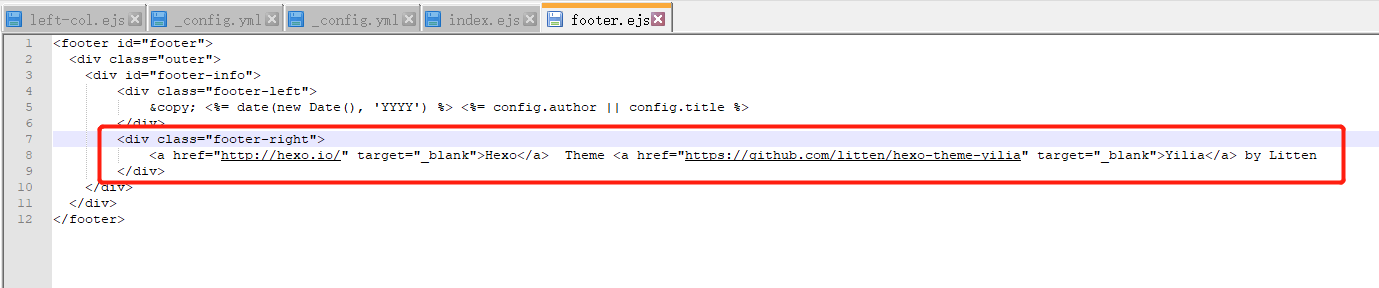 left-col.ejs _config.yml _config.yml index.ejs footer.ejs
1 <footer id="footer">
2 <div class="outer">
3 <div id="footer-info">
4 <div class="footer-left">
5 &copy; <%= date(new Date(), 'YYYY') %> <%= config.author || config.title %>
6 </div>
7 <div class="footer-right">
8 <a href="http://hexo.io/" target="_blank">Hexo</a>  Theme <a href="https://github.com/litten/hexo-theme-yilia" target="_blank">Yilia</a> by Litten
9 </div>
10 </div>
11 </div>
12 </footer>